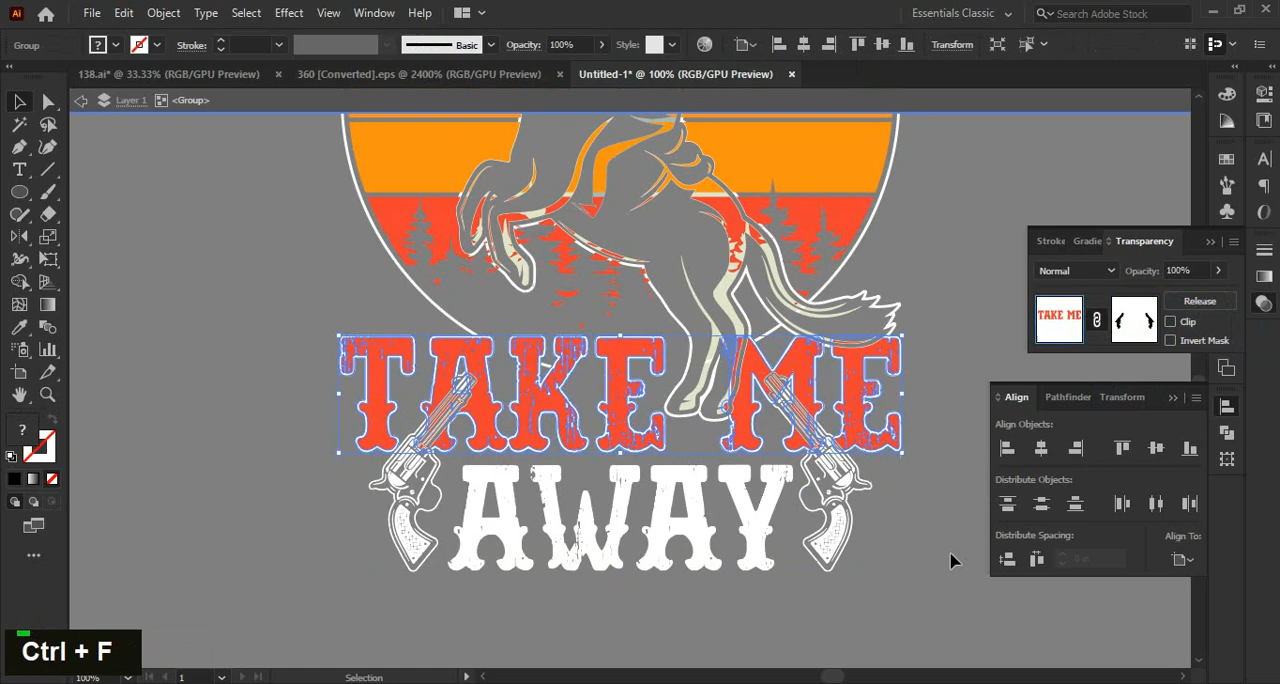 Ai File Edit Object Type Select Effect View Window Help Essentials Classic Search Adobe Stock
Group ? Stroke: Basic Opacity: 100% Style: Transform
138.ai* @ 33.33% (RGB/GPU Preview) × 360 [Converted].eps @ 2400% (RGB/GPU Preview) × Untitled-1* @ 100% (RGB/GPU Preview) ×
Layer 1 <Group>
Stroke Gradie Transparency
Normal Opacity: 100%
TAKE ME
Release
Clip
Invert Mask
TAKE ME
AWAY
Align Pathfinder Transform
Align Objects:
Distribute Objects:
Distribute Spacing: Align To:
?
Ctrl + F
100% 1 Selection